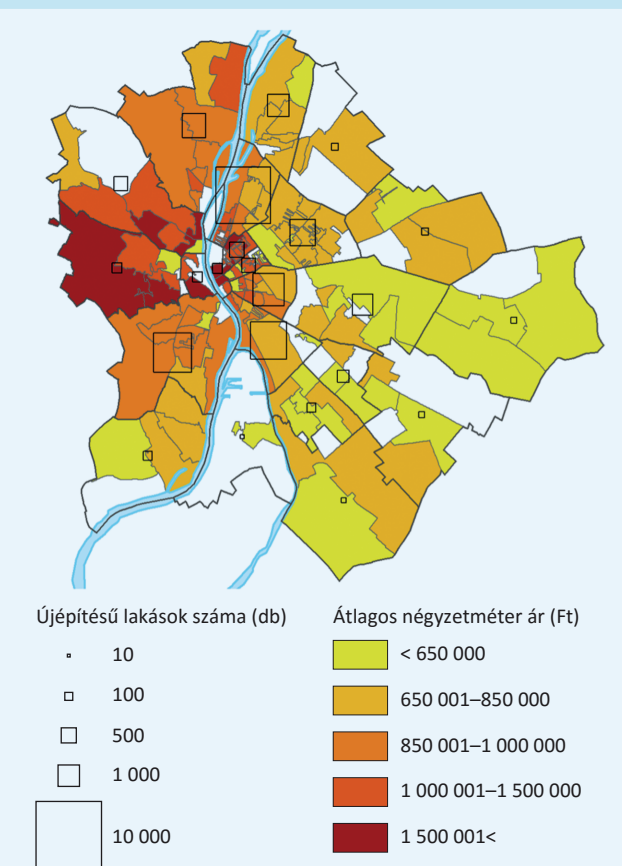 Újépítésű lakások száma (db)
10
100
500
1 000
10 000
Átlagos négyzetméter ár (Ft)
< 650 000
650 001–850 000
850 001–1 000 000
1 000 001–1 500 000
1 500 001<